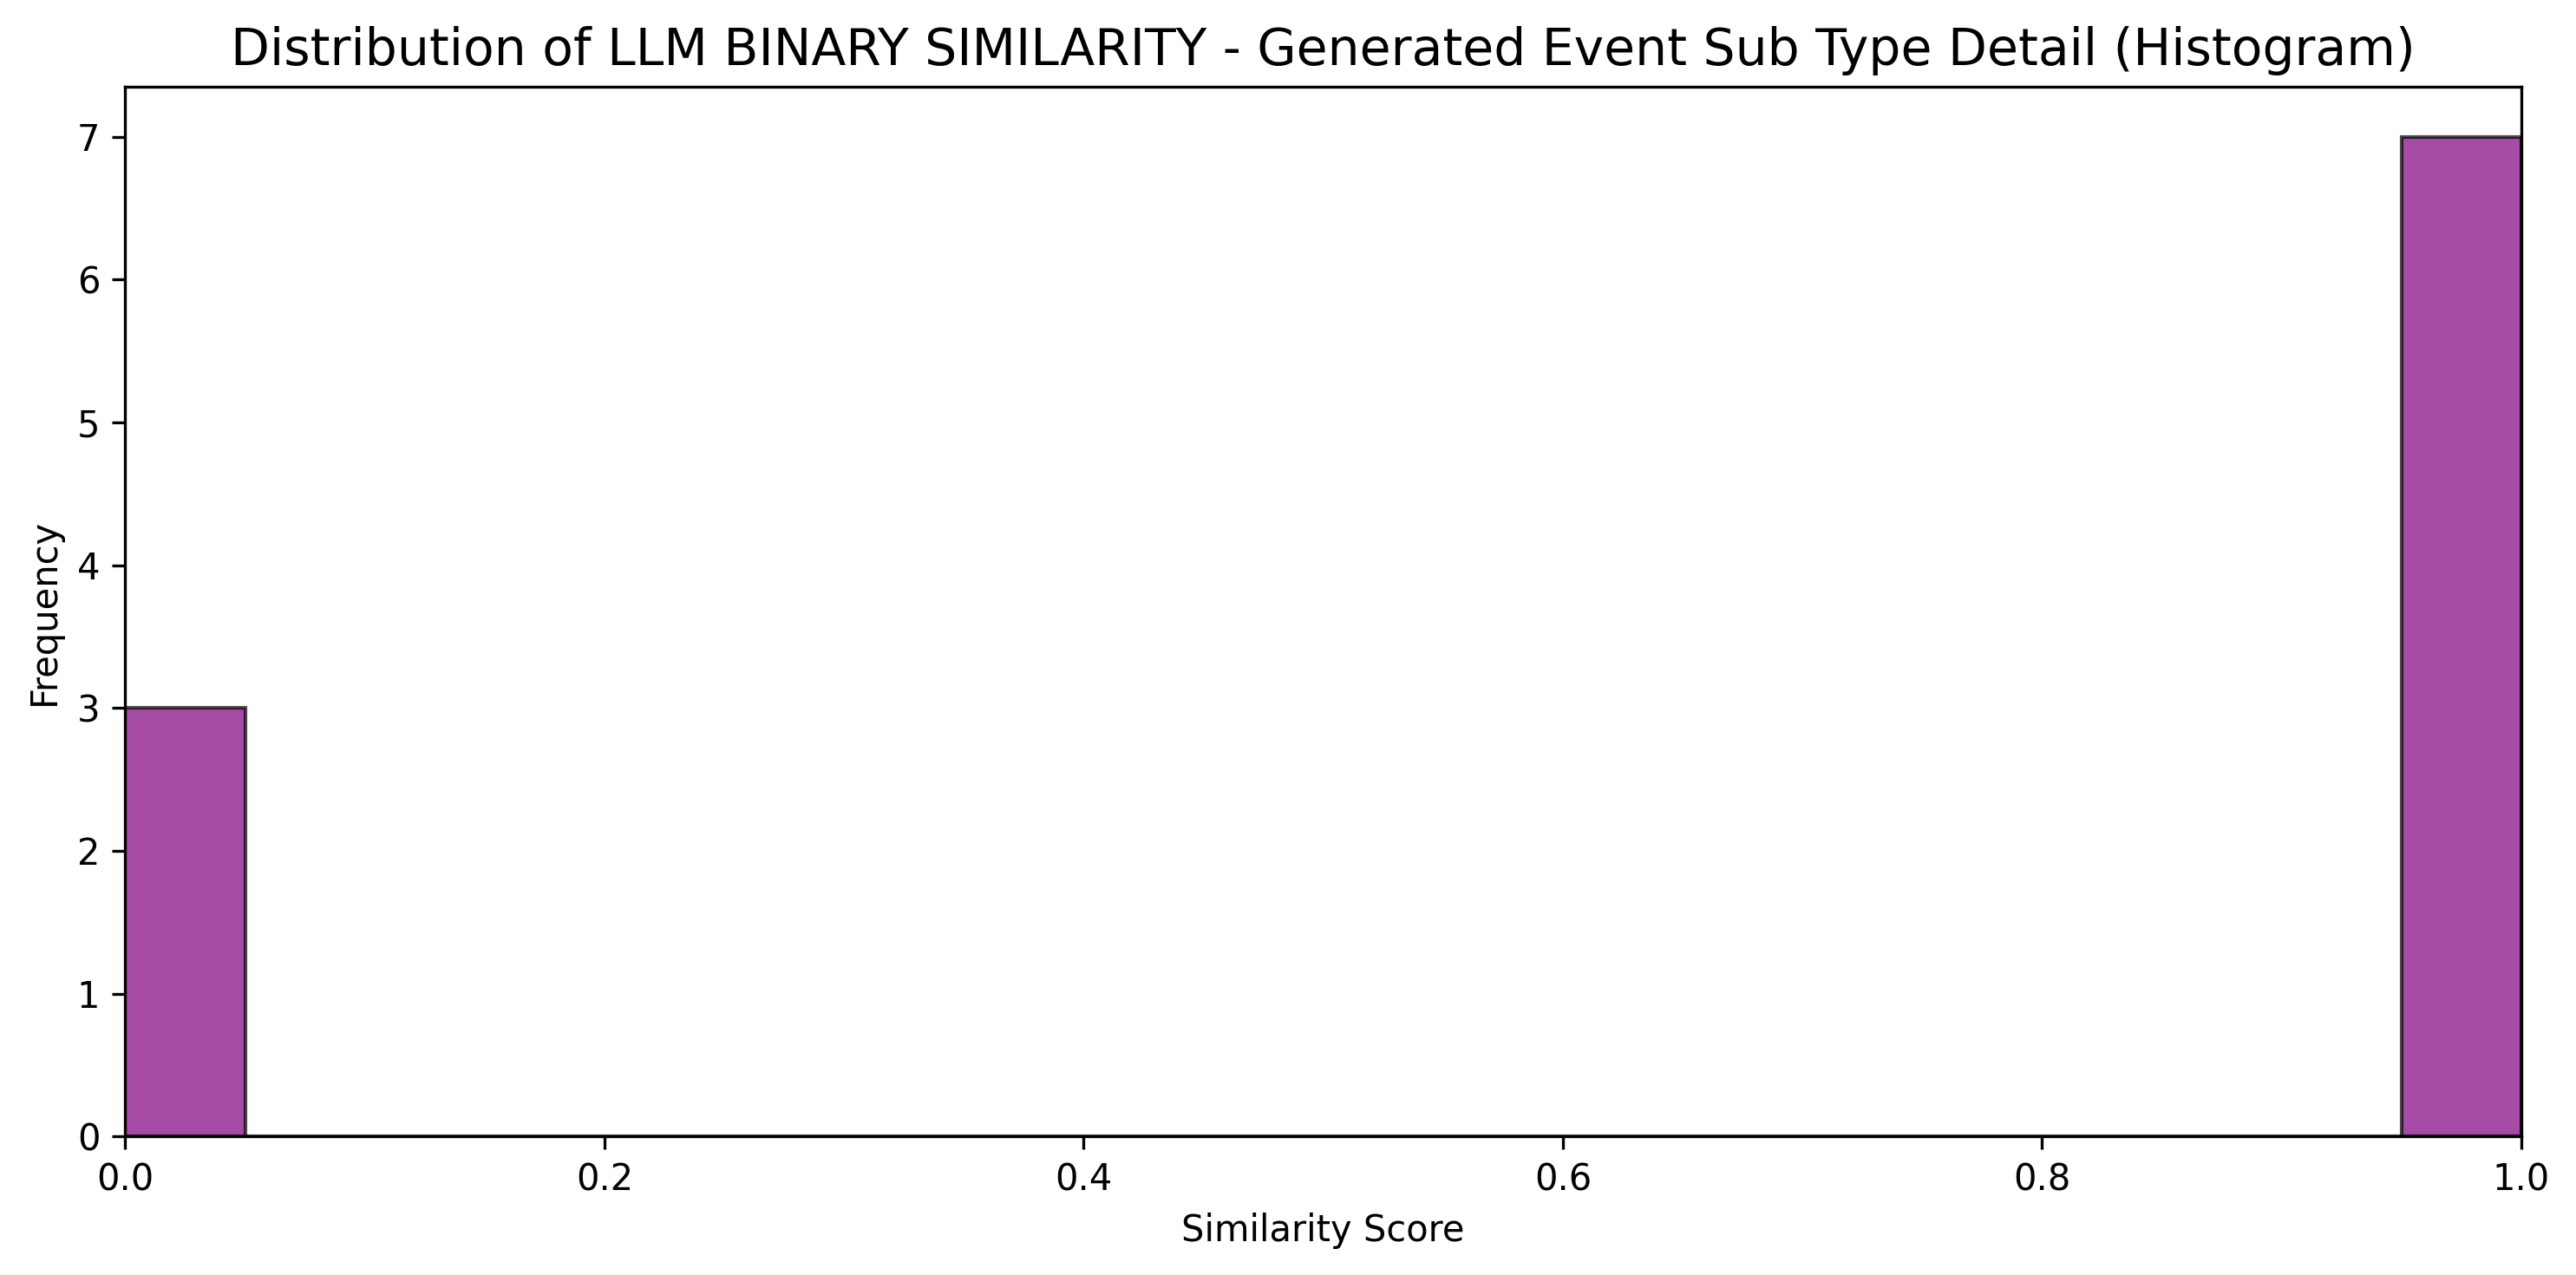 Distribution of LLM BINARY SIMILARITY - Generated Event Sub Type Detail (Histogram)
7
6
5
4
3
2
1
0
Frequency
0.0 0.2 0.4 0.6 0.8 1.0
Similarity Score